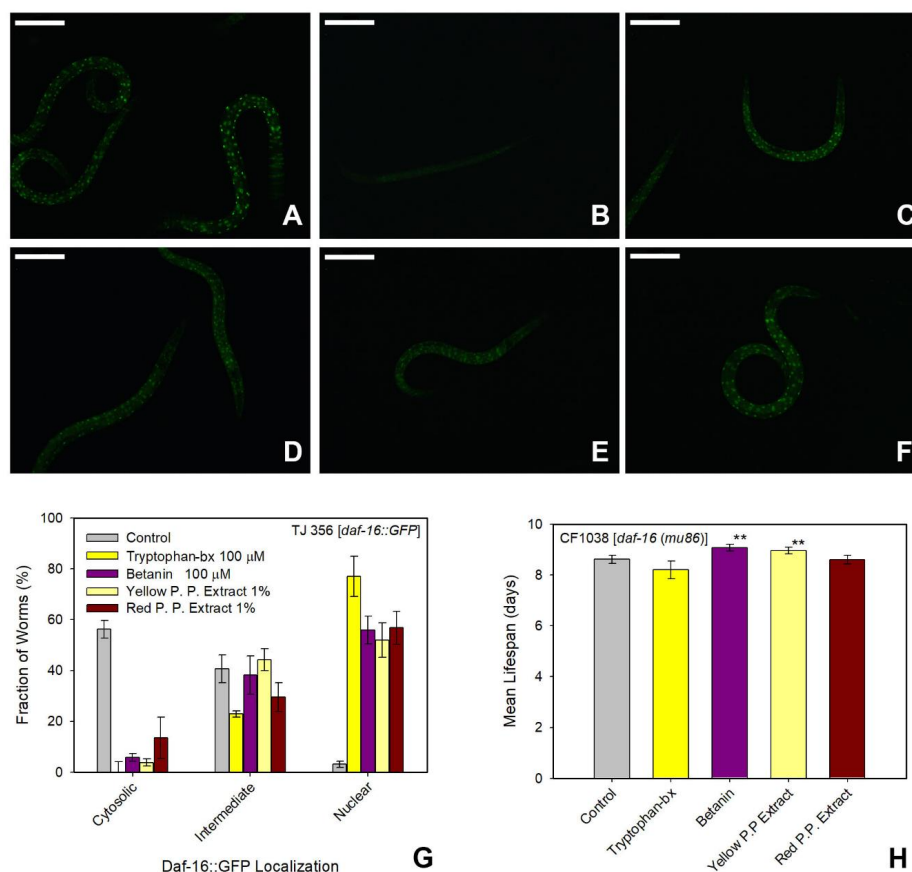 A
B
C
D
E
F
100
80
60
40
20
0
Fraction of Worms (%)
TJ 356 [daf-16::GFP]
Control
Tryptophan-bx 100 μM
Betanin 100 μM
Yellow P. P. Extract 1%
Red P. P. Extract 1%
Cytosolic
Intermediate
Nuclear
Daf-16::GFP Localization
G
10
8
6
4
2
0
Mean Lifespan (days)
CF1038 [daf-16 (mu86)]
**
**
Control
Tryptophan-bx
Betanin
Yellow P.P Extract
Red P.P. Extract
H